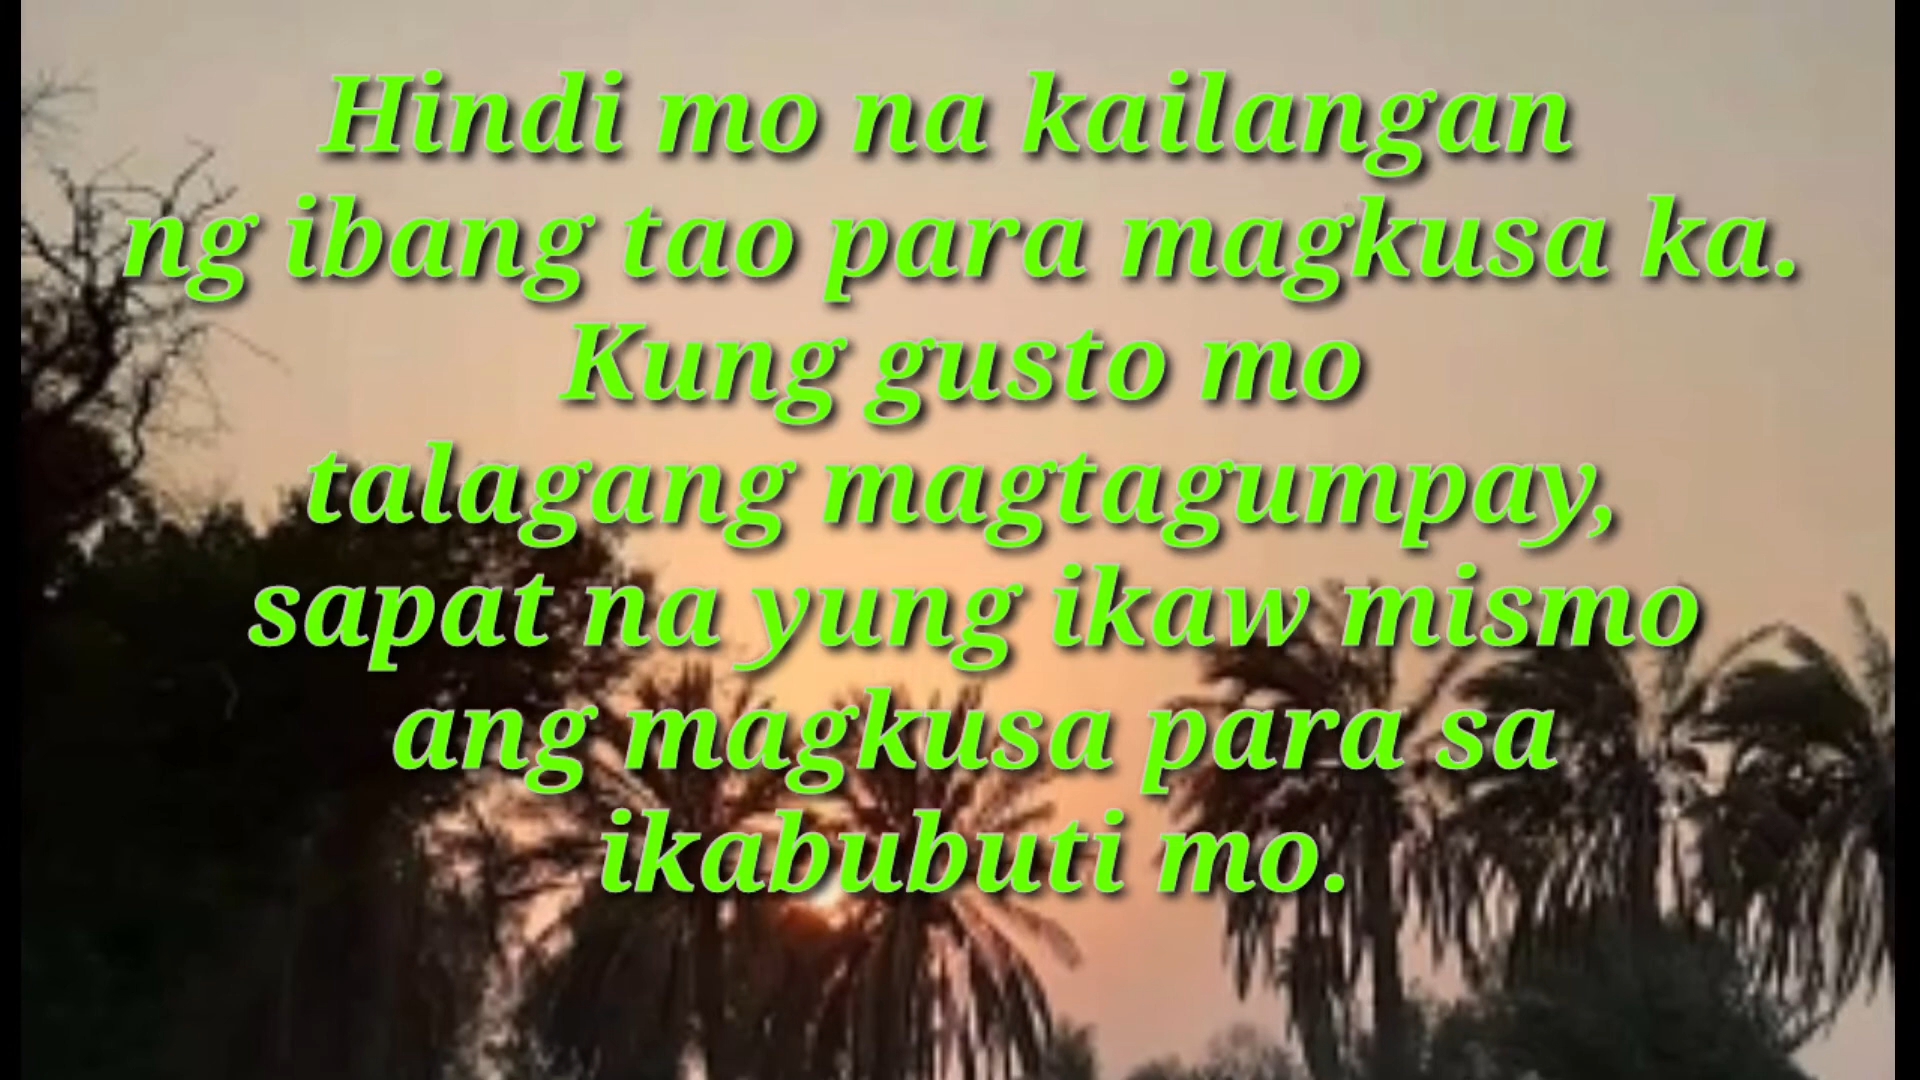 Hindi mo na kailangan
ng ibang tao para magkusa ka.
Kung gusto mo
talagang magtagumpay,
sapat na yung ikaw mismo
ang magkusa para sa
ikabubuti mo.